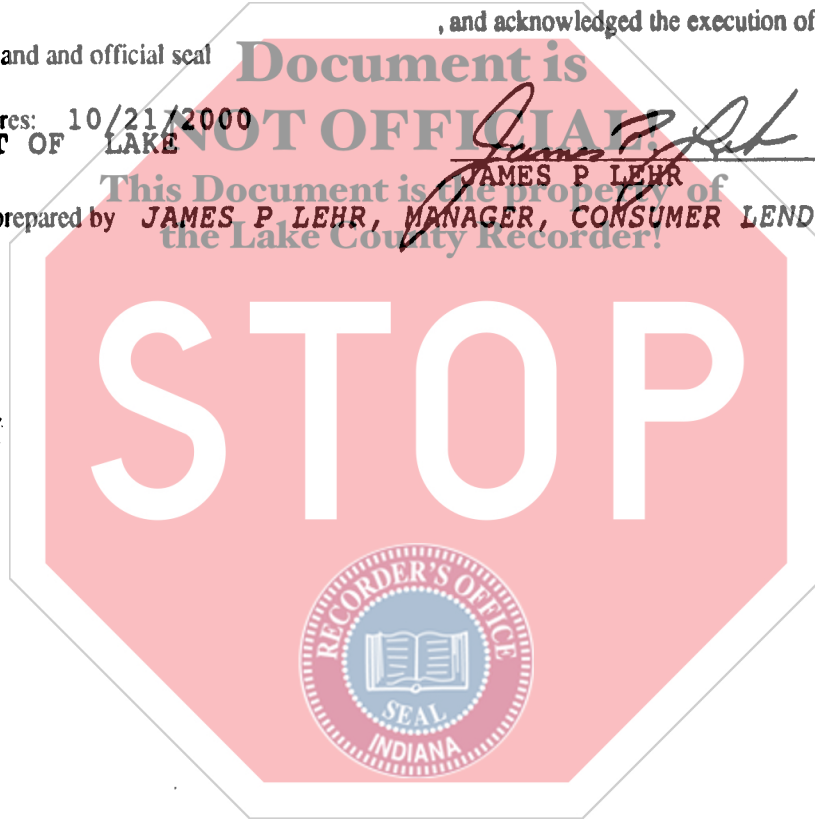 , and acknowledged the execution of
and and official seal
Document is
res: 10/21/2000
NOT OFFICIAL!
T OF LAKE
JAMES P LEHR
This Document is the property of
prepared by JAMES P LEHR, MANAGER, CONSUMER LEND
the Lake County Recorder!
STOP
RECORDER'S OFFICE
SEAL
INDIANA